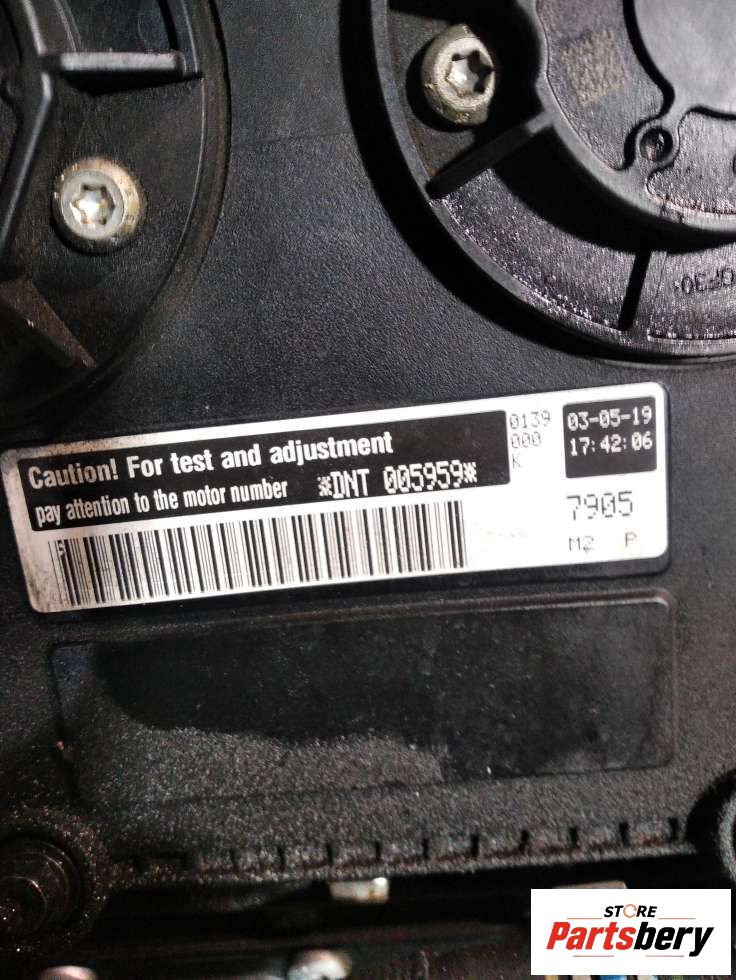 Caution! For test and adjustment
pay attention to the motor number *DNT 005959*
0139
000
K
03-05-19
17:42:06
7905
M2 P
STORE
Partsbery